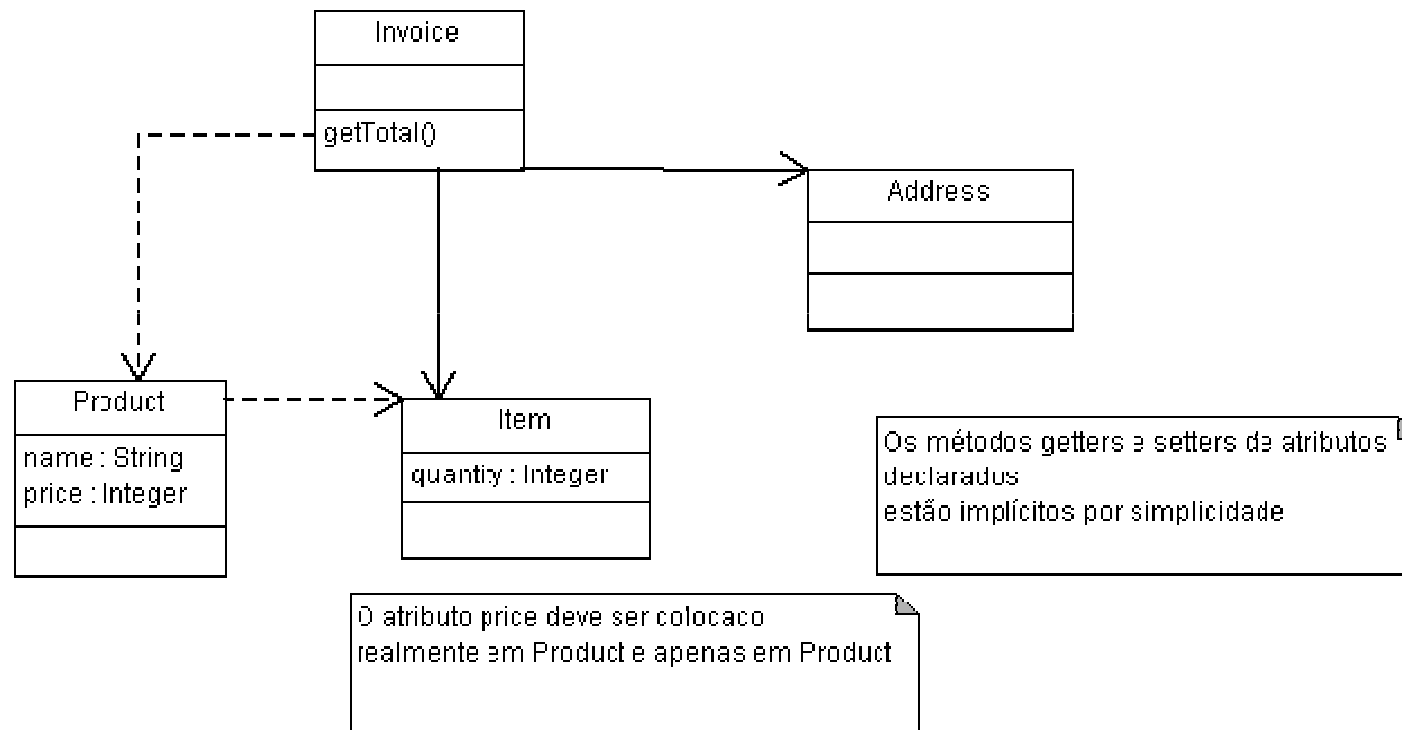 Invoice
getTotal()
Address
Product
name : String
price : Integer
Item
quantity : Integer
Os métodos getters e setters de atributos
declarados
estão implícitos por simplicidade
O atributo price deve ser colocaco
realmente em Product e apenas em Product